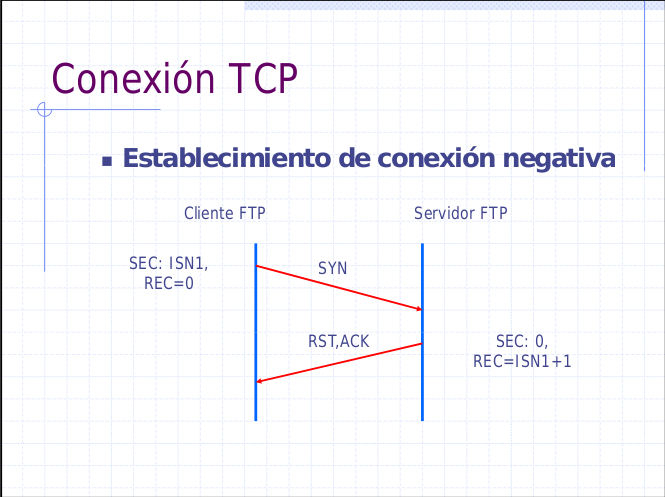 Conexión TCP
Establecimiento de conexión negativa
Cliente FTP
Servidor FTP
SEC: ISN1,
REC=0
SYN
RST,ACK
SEC: 0,
REC=ISN1+1